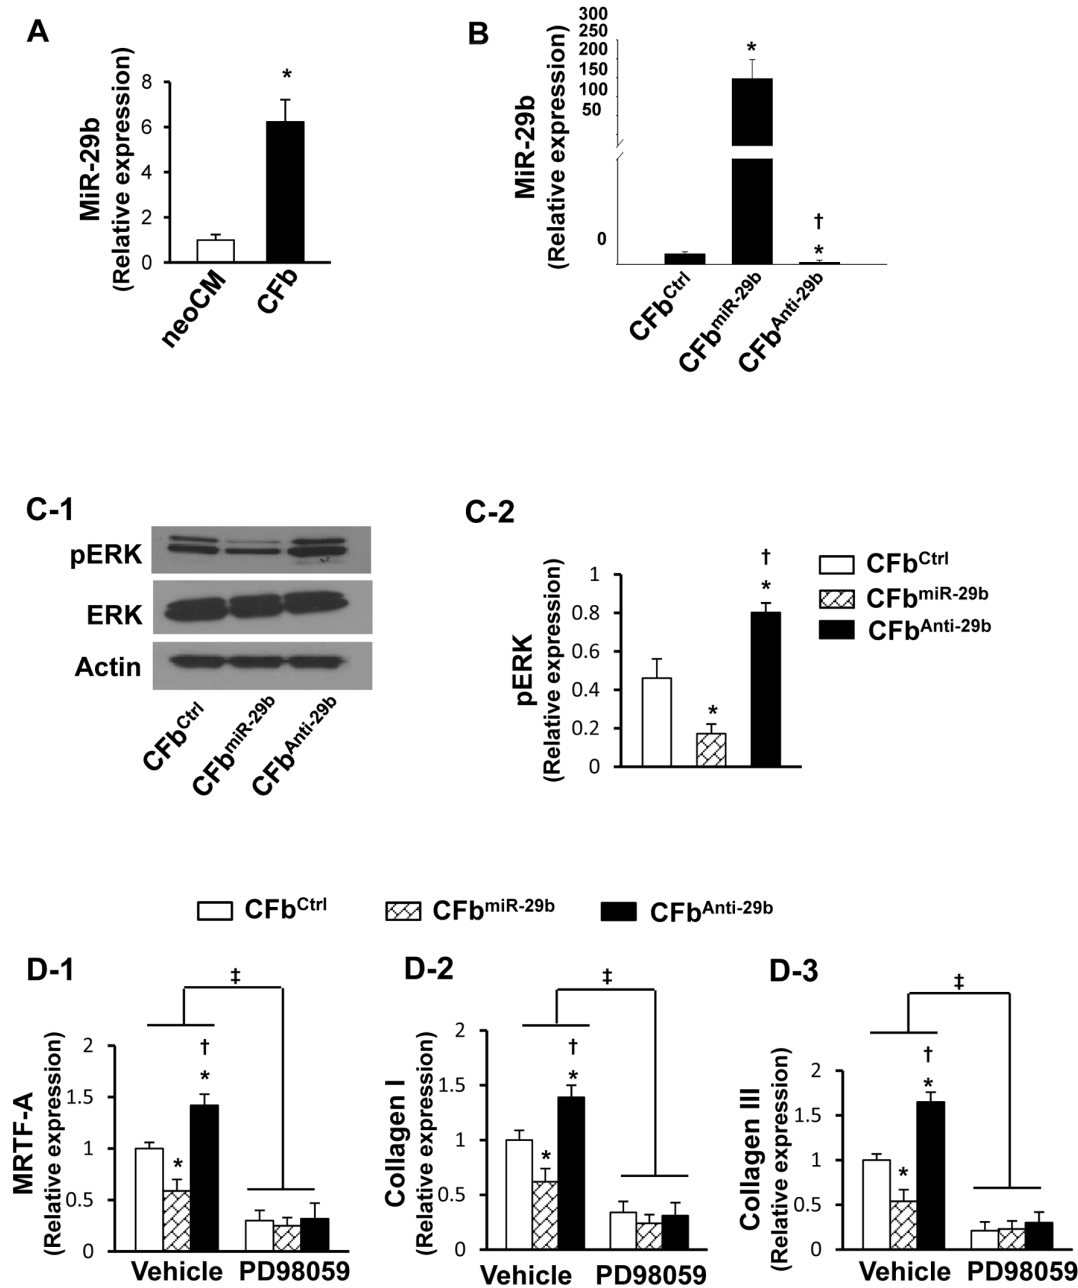 A
MiR-29b
(Relative expression)
8
6
4
2
0
*
neoCM
CFb
B
MiR-29b
(Relative expression)
300
250
200
150
100
50
0
*
†
*
CFbCtrl
CFbmiR-29b
CFbAnti-29b
C-1
pERK
ERK
Actin
CFbCtrl
CFbmiR-29b
CFbAnti-29b
C-2
pERK
(Relative expression)
1
0.8
0.6
0.4
0.2
0
*
†
*
CFbCtrl
CFbmiR-29b
CFbAnti-29b
CFbCtrl
CFbmiR-29b
CFbAnti-29b
D-1
‡
MRTF-A
(Relative expression)
2
1
0.5
0
*
†
*
Vehicle
PD98059
D-2
‡
Collagen I
(Relative expression)
2
1.5
1
0.5
0
*
†
*
Vehicle
PD98059
D-3
‡
Collagen III
(Relative expression)
2
1
0.5
0
*
†
*
Vehicle
PD98059